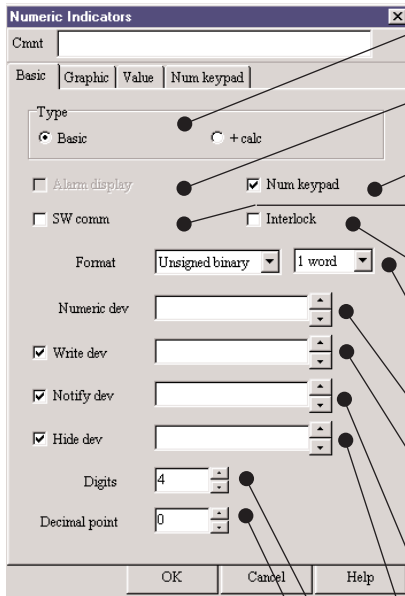 Numeric Indicators
Cmnt
Basic Graphic Value Num keypad
Type
Basic + calc
Alarm display Num keypad
SW comm Interlock
Format Unsigned binary 1 word
Numeric dev
Write dev
Notify dev
Hide dev
Digits 4
Decimal point 0
OK Cancel Help